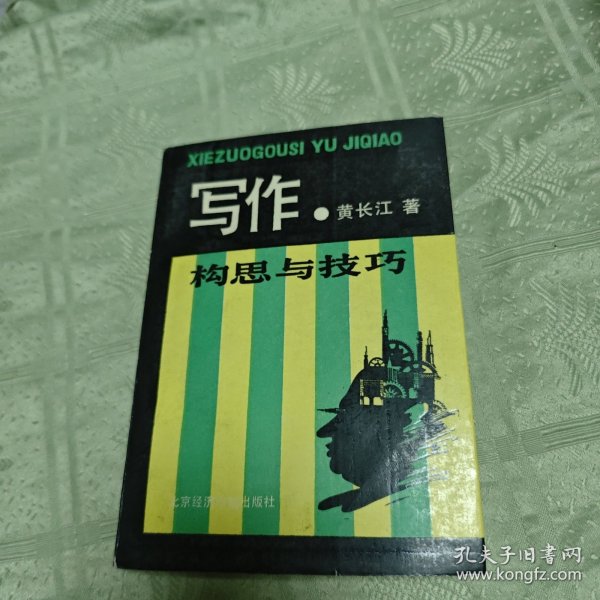 XIEZUOGOUSI YU JIQIAO
写作·黄长江 著
构思与技巧
北京经济 出版社
孔夫子旧书网
www.kongfz.com